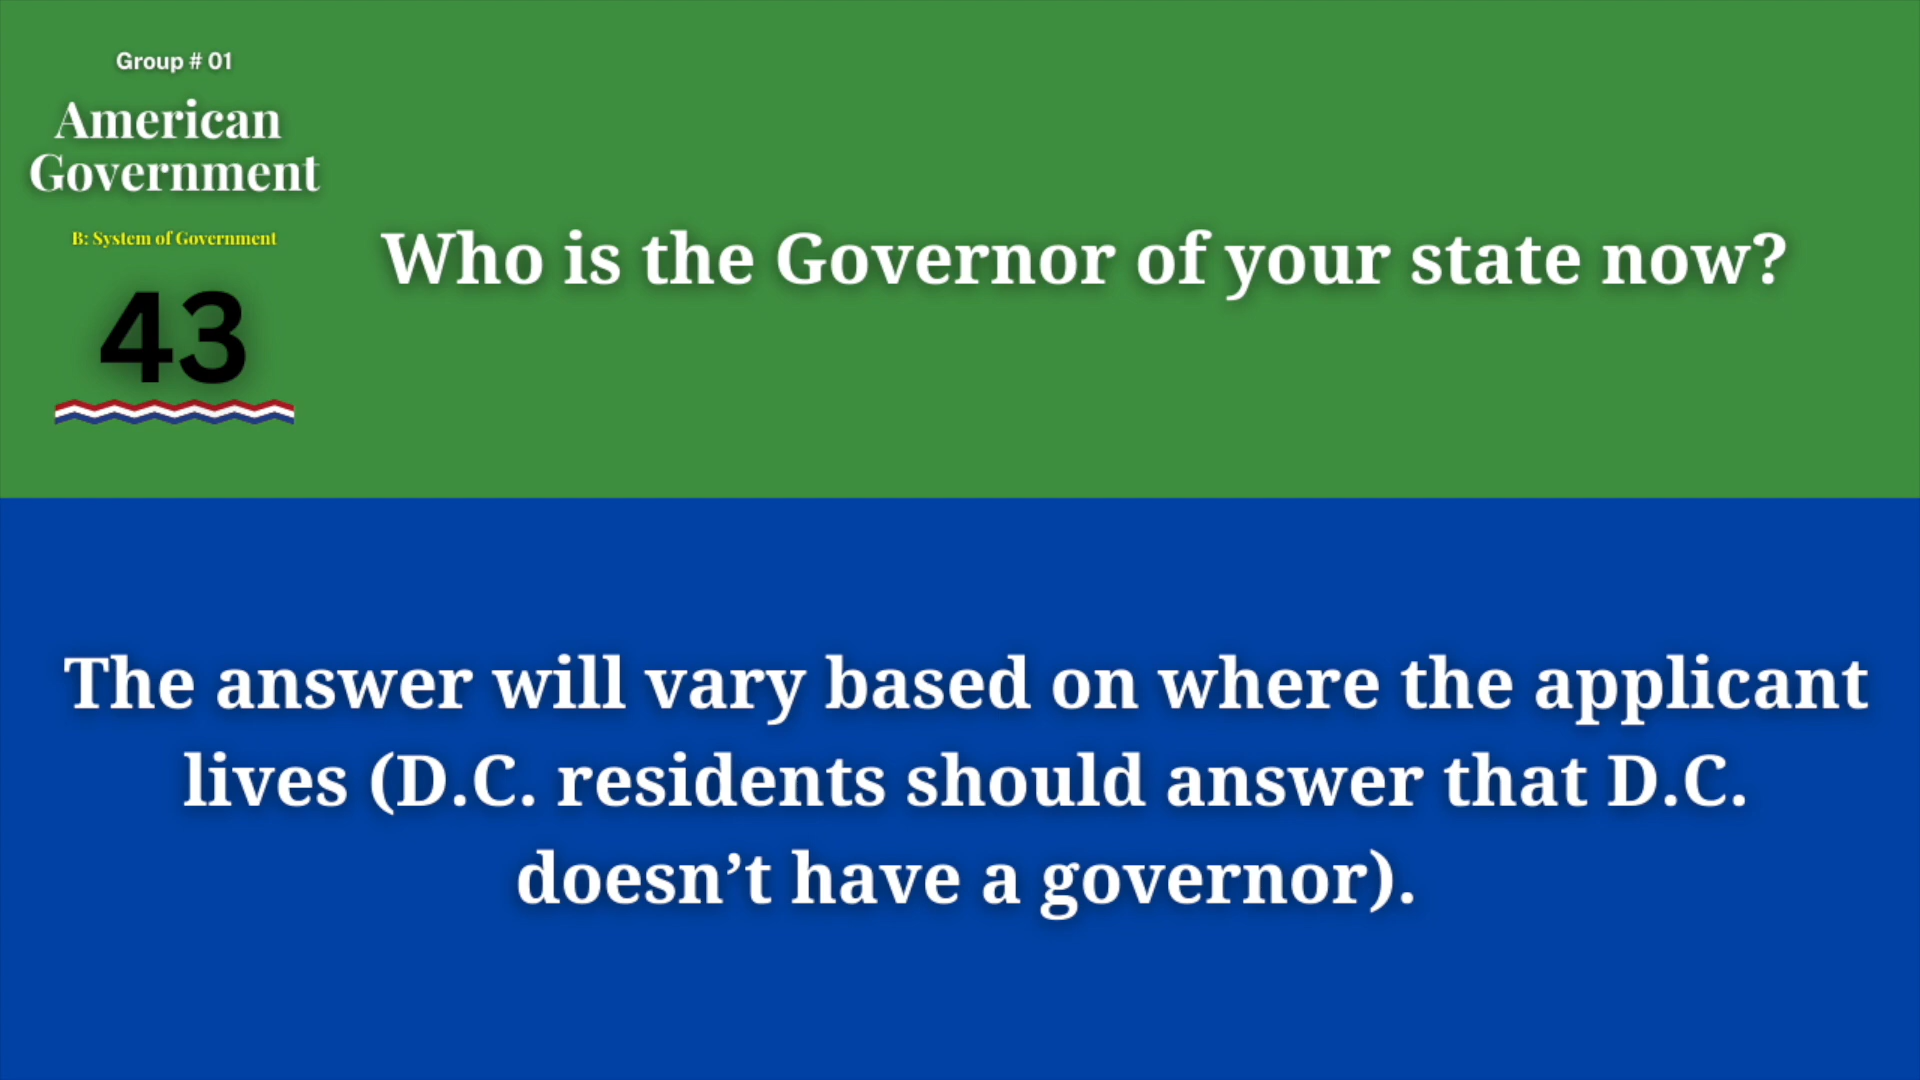 Group # 01
American
Government
B: System of Government
43
Who is the Governor of your state now?
The answer will vary based on where the applicant
lives (D.C. residents should answer that D.C.
doesn’t have a governor).